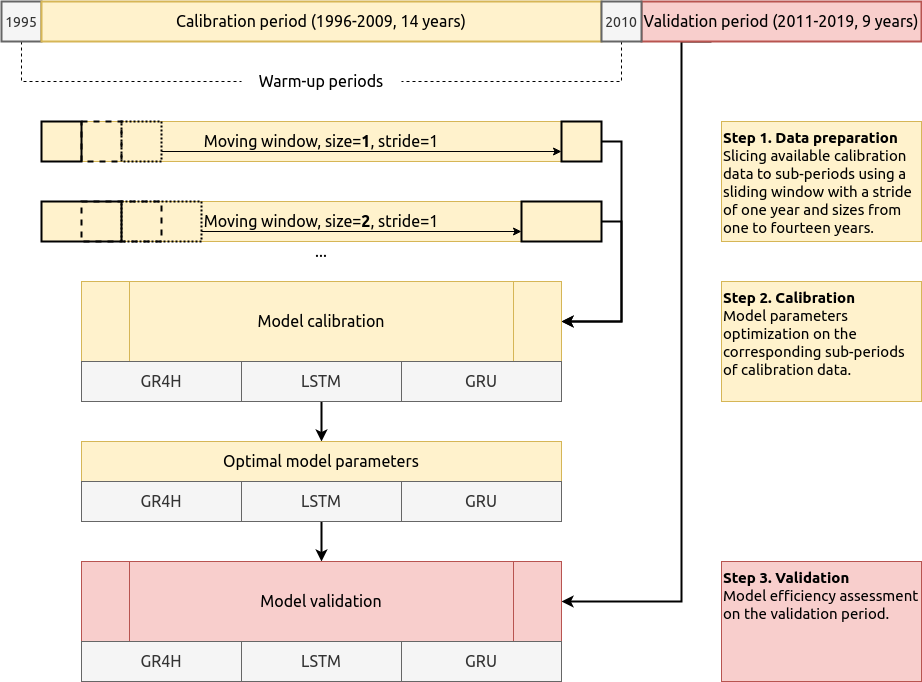 1995
Calibration period (1996-2009, 14 years)
2010
Validation period (2011-2019, 9 years)
Warm-up periods
Moving window, size=1, stride=1
Step 1. Data preparation
Slicing available calibration
data to sub-periods using a
sliding window with a stride
of one year and sizes from
one to fourteen years.
Moving window, size=2, stride=1
...
Model calibration
GR4H
LSTM
GRU
Step 2. Calibration
Model parameters
optimization on the
corresponding sub-periods
of calibration data.
Optimal model parameters
GR4H
LSTM
GRU
Model validation
GR4H
LSTM
GRU
Step 3. Validation
Model efficiency assessment
on the validation period.